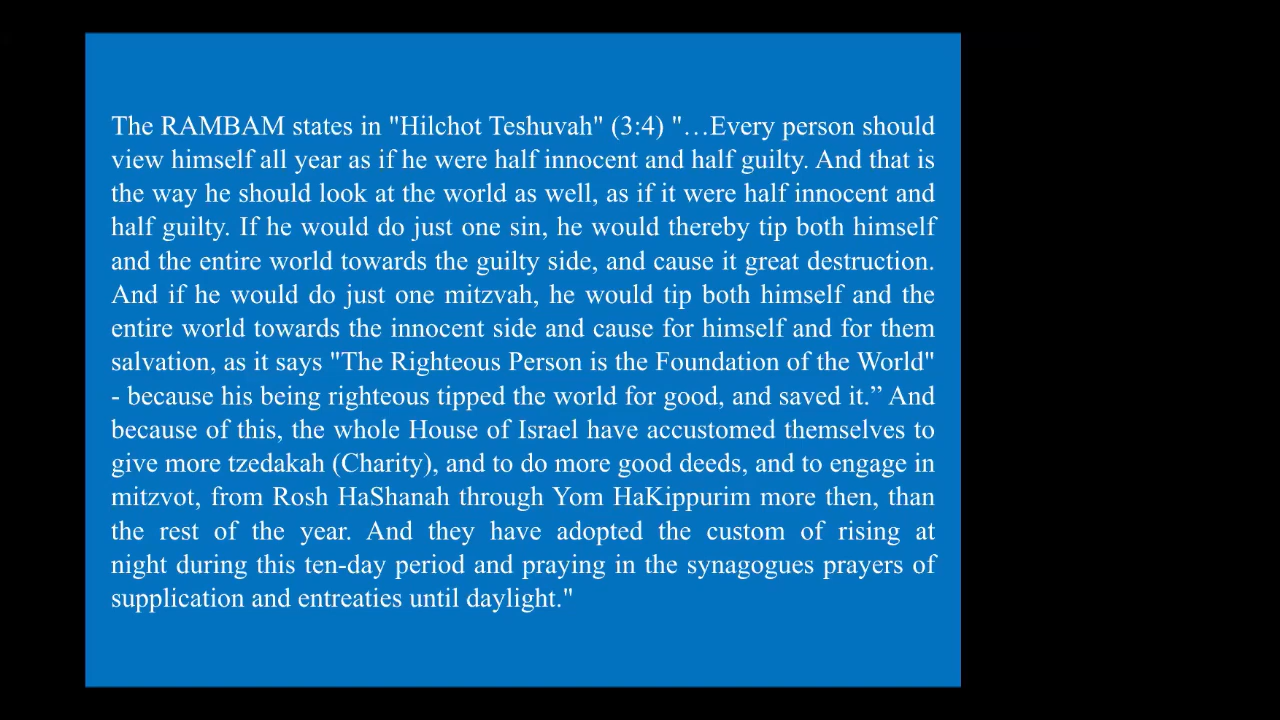 The RAMBAM states in "Hilchot Teshuvah" (3:4) "…Every person should
view himself all year as if he were half innocent and half guilty. And that is
the way he should look at the world as well, as if it were half innocent and
half guilty. If he would do just one sin, he would thereby tip both himself
and the entire world towards the guilty side, and cause it great destruction.
And if he would do just one mitzvah, he would tip both himself and the
entire world towards the innocent side and cause for himself and for them
salvation, as it says "The Righteous Person is the Foundation of the World"
- because his being righteous tipped the world for good, and saved it.” And
because of this, the whole House of Israel have accustomed themselves to
give more tzedakah (Charity), and to do more good deeds, and to engage in
mitzvot, from Rosh HaShanah through Yom HaKippurim more then, than
the rest of the year. And they have adopted the custom of rising at
night during this ten-day period and praying in the synagogues prayers of
supplication and entreaties until daylight."